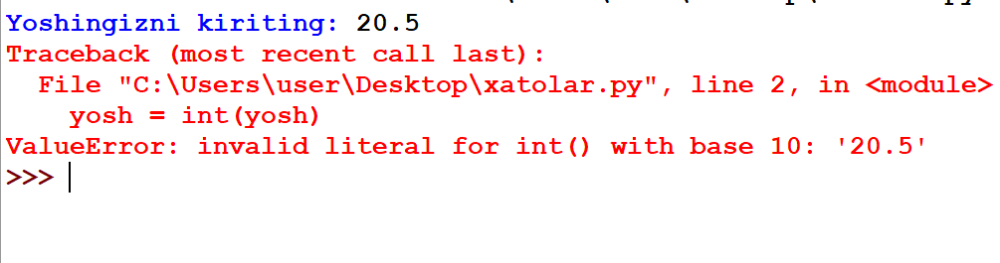 Yoshingizni kiriting: 20.5
Traceback (most recent call last):
  File "C:\Users\user\Desktop\xatolar.py", line 2, in <module>
    yosh = int(yosh)
ValueError: invalid literal for int() with base 10: '20.5'
>>>